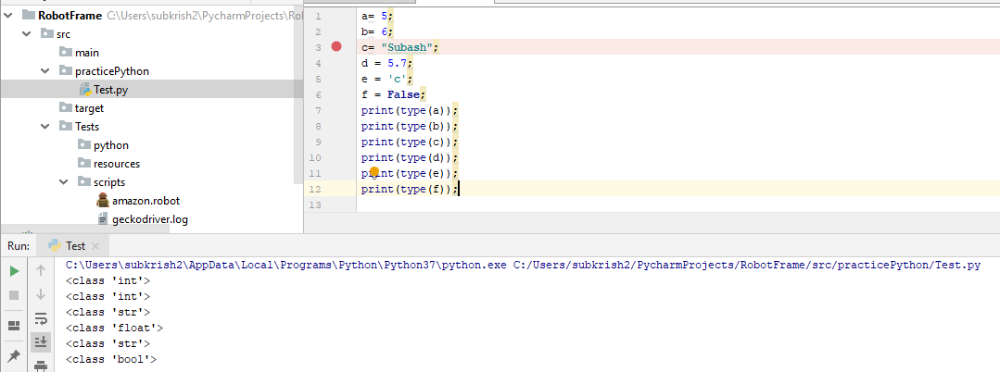 RobotFrame C:\Users\subkrish2\PycharmProjects\Ro
src
main
practicePython
Test.py
target
Tests
python
resources
scripts
amazon.robot
geckodriver.log
1 a= 5;
2 b= 6;
3 c= "Subash";
4 d = 5.7;
5 e = 'c';
6 f = False;
7 print(type(a));
8 print(type(b));
9 print(type(c));
10 print(type(d));
11 print(type(e));
12 print(type(f));
13
Run: Test
C:\Users\subkrish2\AppData\Local\Programs\Python\Python37\python.exe C:/Users/subkrish2/PycharmProjects/RobotFrame/src/practicePython/Test.py
<class 'int'>
<class 'int'>
<class 'str'>
<class 'float'>
<class 'str'>
<class 'bool'>